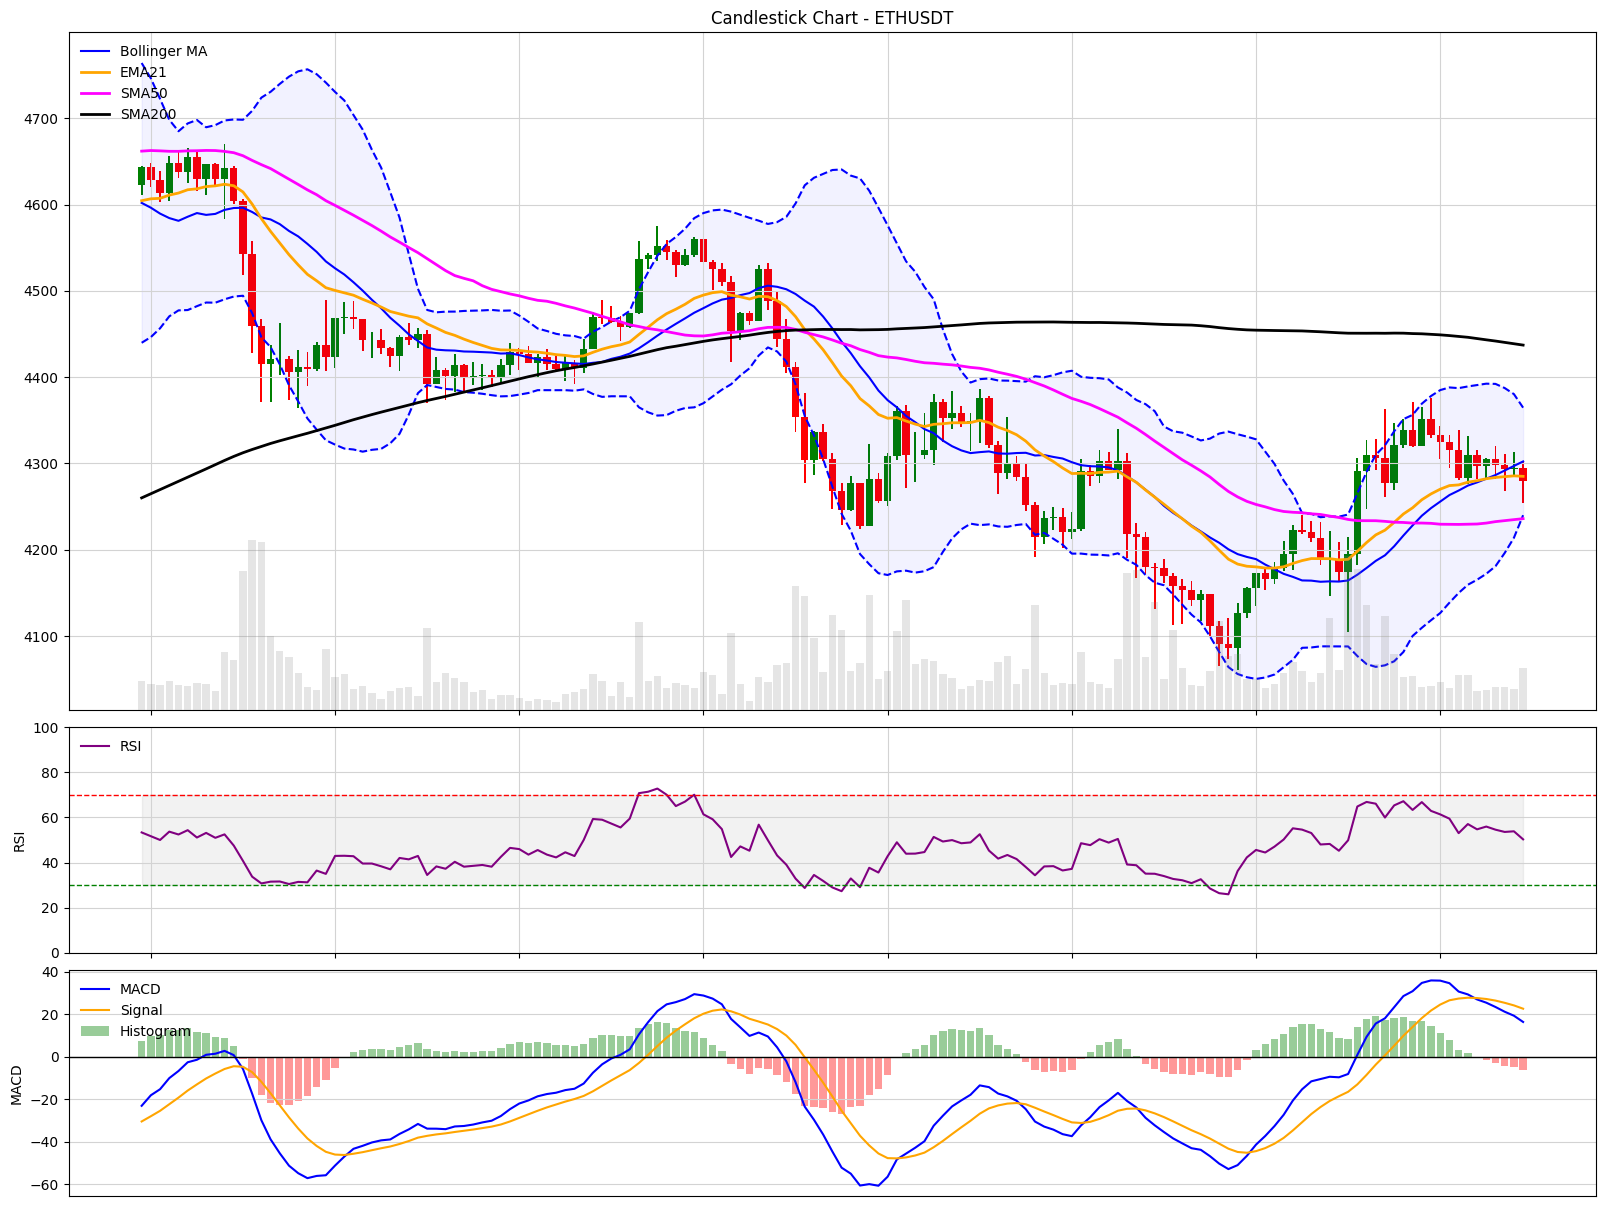 Candlestick Chart - ETHUSDT
Bollinger MA
EMA21
SMA50
SMA200
4700
4600
4500
4400
4300
4200
4100
100
80
60
40
20
0
RSI
RSI
40
20
0
−20
−40
−60
MACD
MACD
Signal
Histogram